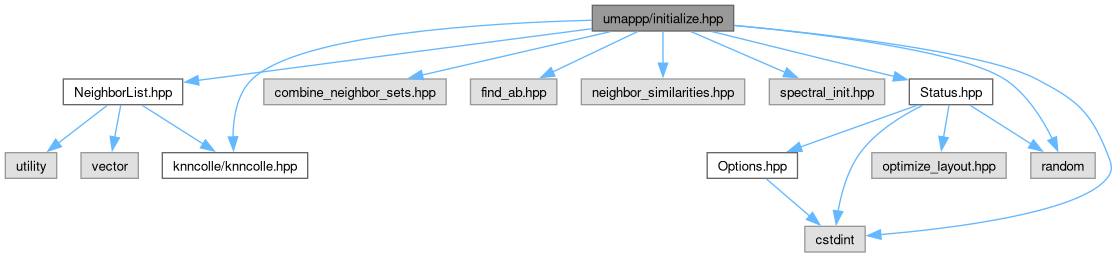 umappp/initialize.hpp
NeighborList.hpp
combine_neighbor_sets.hpp
find_ab.hpp
neighbor_similarities.hpp
spectral_init.hpp
Status.hpp
utility
vector
knncolle/knncolle.hpp
Options.hpp
optimize_layout.hpp
random
cstdint